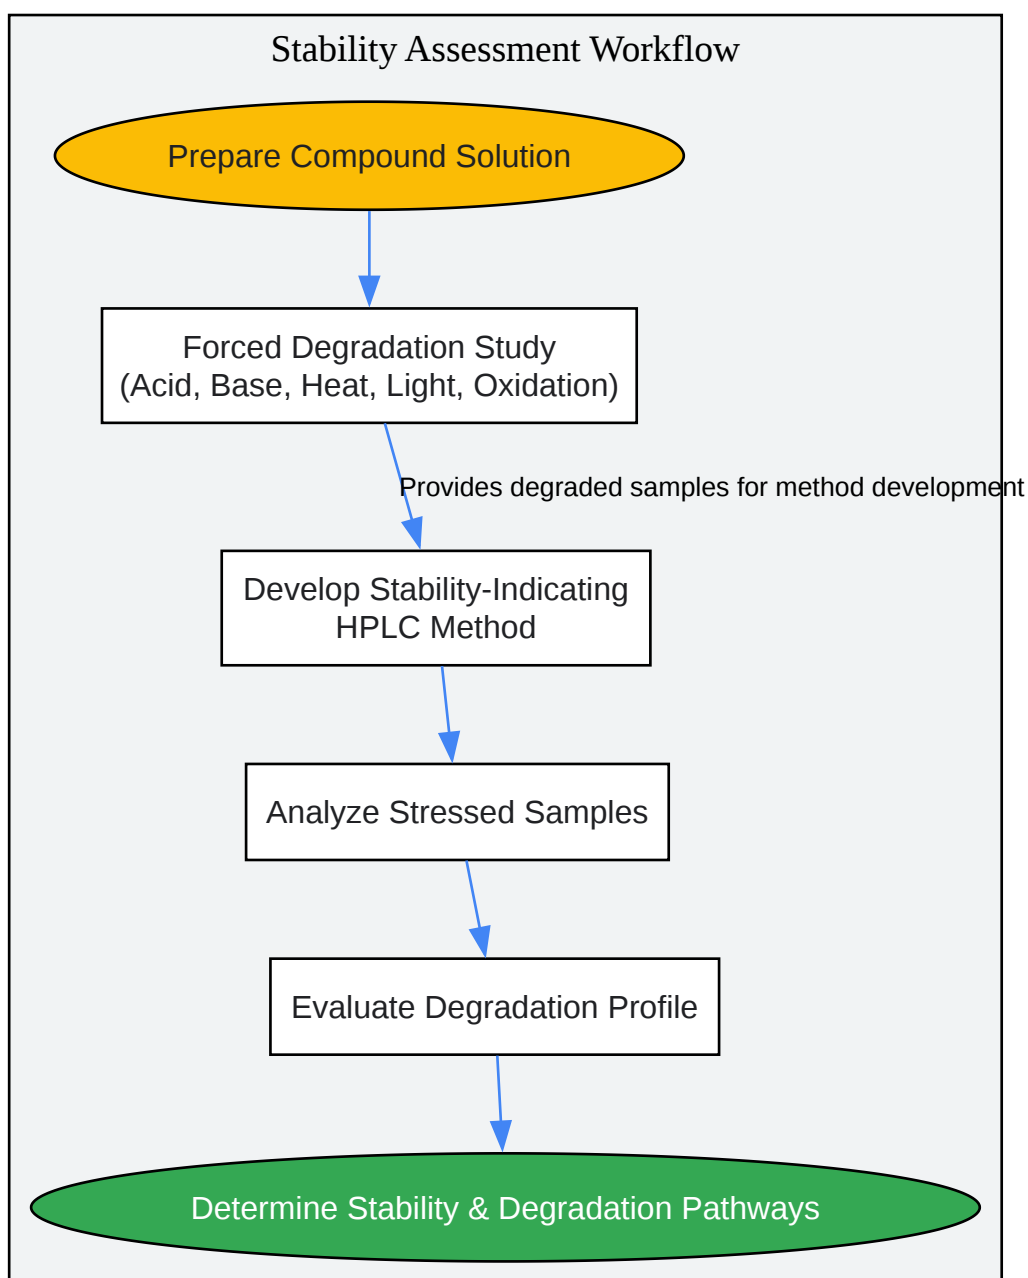 Stability Assessment Workflow
Prepare Compound Solution
Forced Degradation Study
(Acid, Base, Heat, Light, Oxidation)
Provides degraded samples for method development
Develop Stability-Indicating
HPLC Method
Analyze Stressed Samples
Evaluate Degradation Profile
Determine Stability & Degradation Pathways